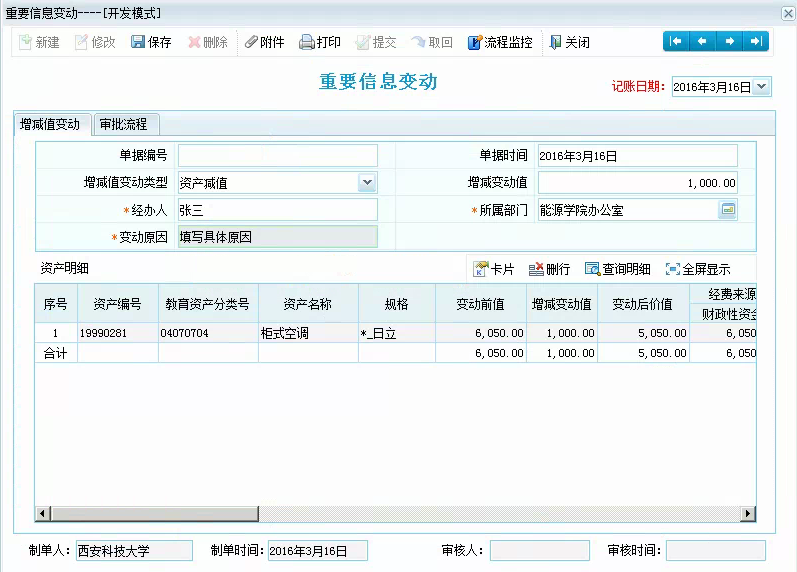 重要信息变动----[开发模式]
新建 修改 保存 删除 附件 打印 提交 取回 流程监控 关闭
重要信息变动
记账日期： 2016年3月16日
增减值变动 审批流程
单据编号 单据时间 2016年3月16日
增减值变动类型 资产减值 增减变动值 1,000.00
*经办人 张三 *所属部门 能源学院办公室
*变动原因 填写具体原因
资产明细 卡片 删行 查询明细 全屏显示
序号 资产编号 教育资产分类号 资产名称 规格 变动前值 增减变动值 变动后价值 经费来源
财政性资金
1 19990281 04070704 柜式空调 *_日立 6,050.00 1,000.00 5,050.00 6,050
合计 6,050.00 1,000.00 5,050.00 6,050
制单人： 西安科技大学 制单时间： 2016年3月16日 审核人： 审核时间：